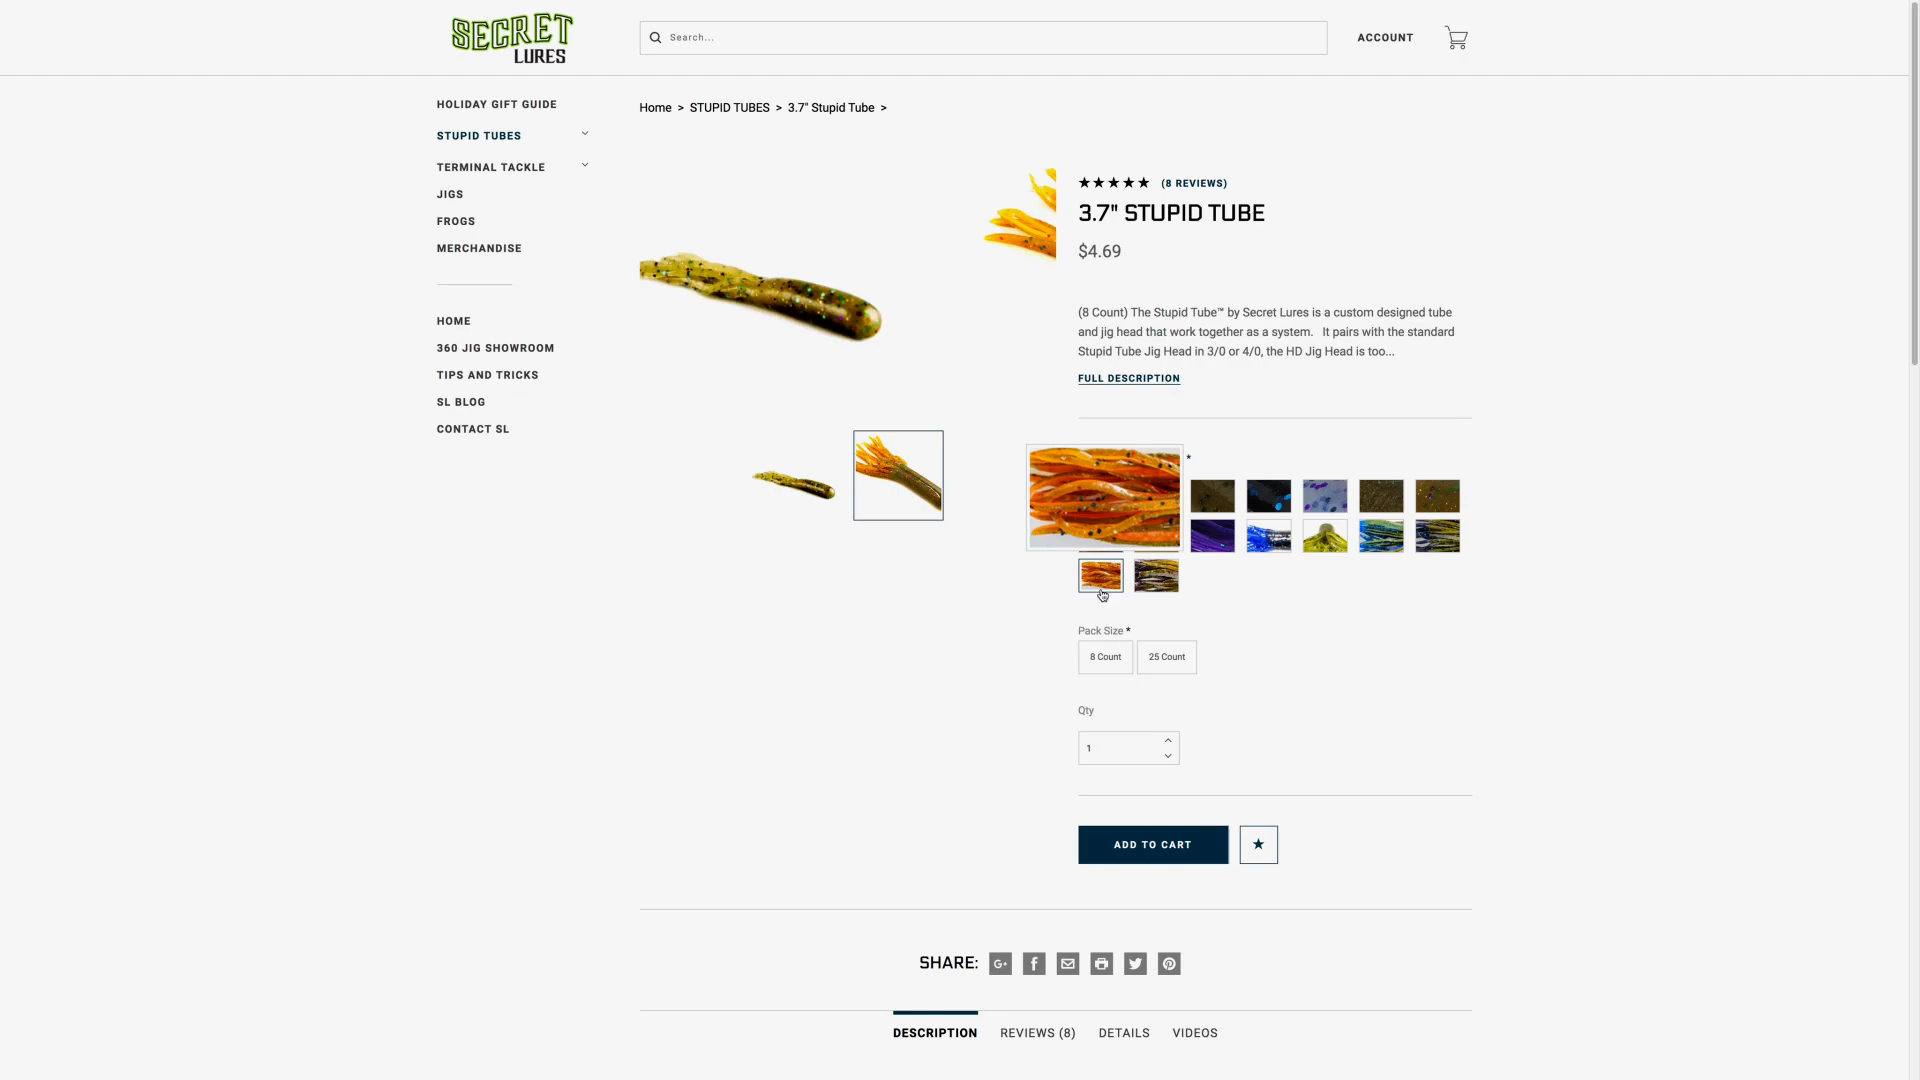 SECRET
LURES
Search...
ACCOUNT
HOLIDAY GIFT GUIDE
STUPID TUBES
TERMINAL TACKLE
JIGS
FROGS
MERCHANDISE
HOME
360 JIG SHOWROOM
TIPS AND TRICKS
SL BLOG
CONTACT SL
Home > STUPID TUBES > 3.7" Stupid Tube >
★★★★★ (8 REVIEWS)
3.7" STUPID TUBE
$4.69
(8 Count) The Stupid Tube™ by Secret Lures is a custom designed tube
and jig head that work together as a system. It pairs with the standard
Stupid Tube Jig Head in 3/0 or 4/0, the HD Jig Head is too...
FULL DESCRIPTION
*
Pack Size *
8 Count 25 Count
Qty
1
ADD TO CART ★
SHARE: G+ f
DESCRIPTION REVIEWS (8) DETAILS VIDEOS